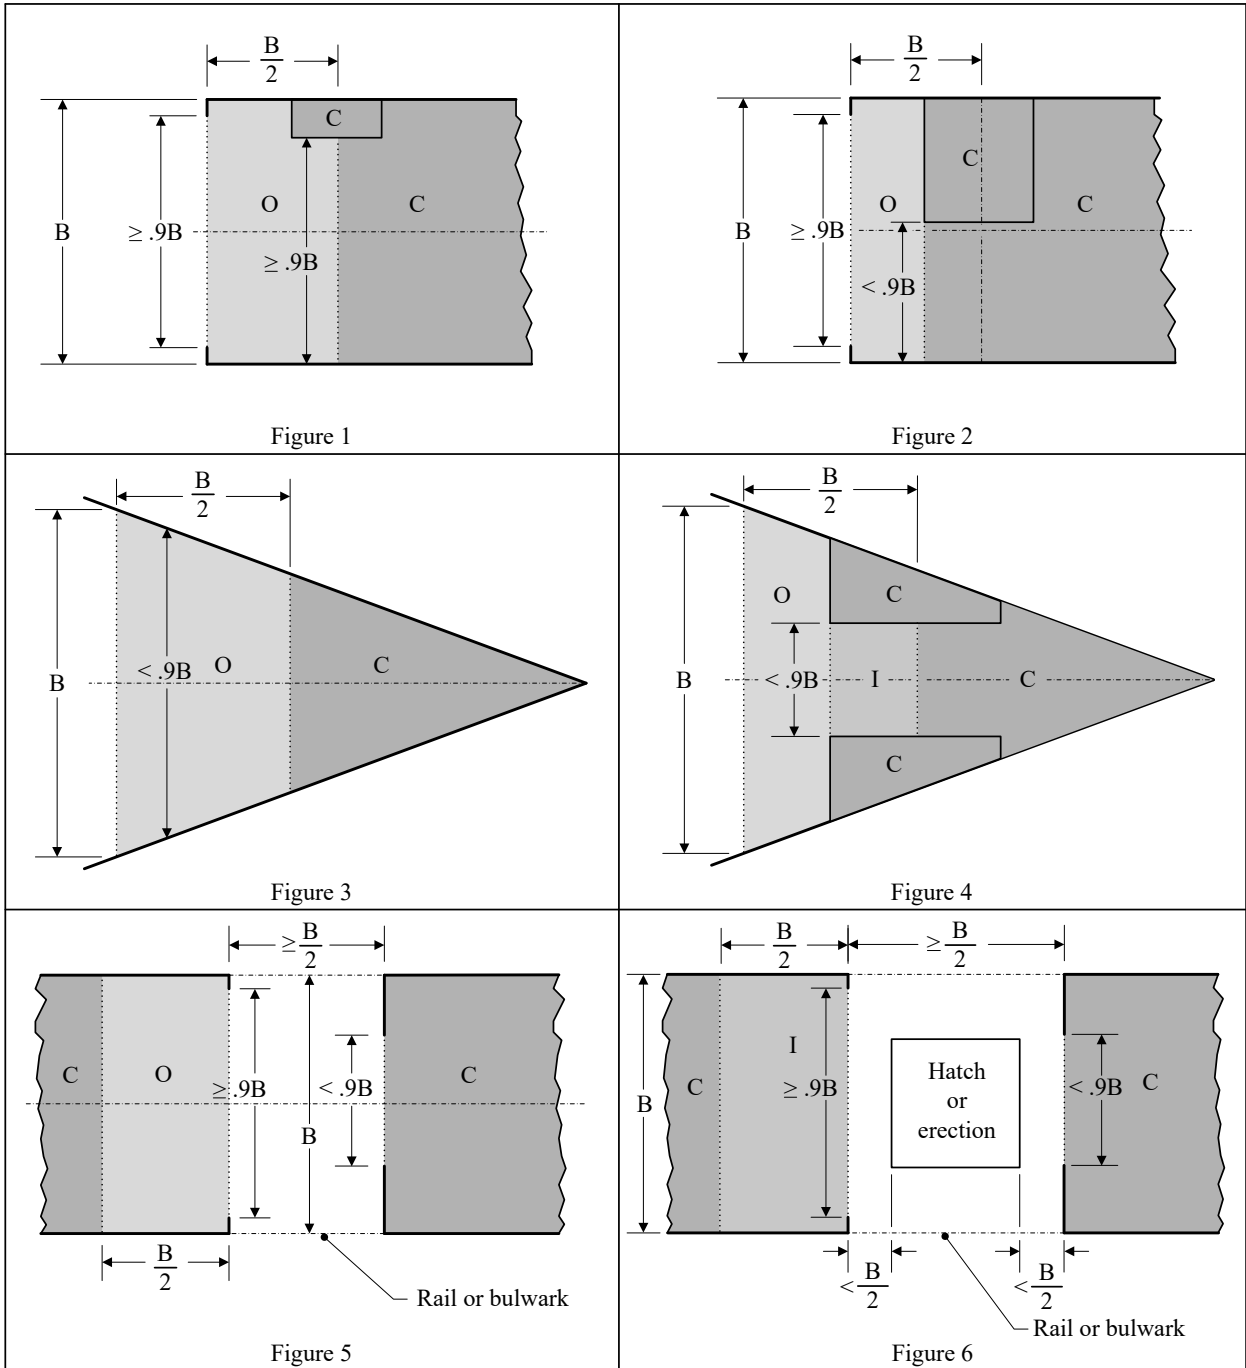 B
2
C
B
≥ .9B
O
C
≥ .9B
Figure 1
B
2
C
B
≥ .9B
O
C
< .9B
Figure 2
B
2
B
< .9B
O
C
Figure 3
B
2
O
C
B
< .9B
I
C
C
Figure 4
≥ B
2
C
O
≥ .9B
B
< .9B
C
B
2
Rail or bulwark
Figure 5
B
2
≥ B
2
B
C
I
≥ .9B
Hatch
or
erection
< .9B
C
< B
2
< B
2
Rail or bulwark
Figure 6